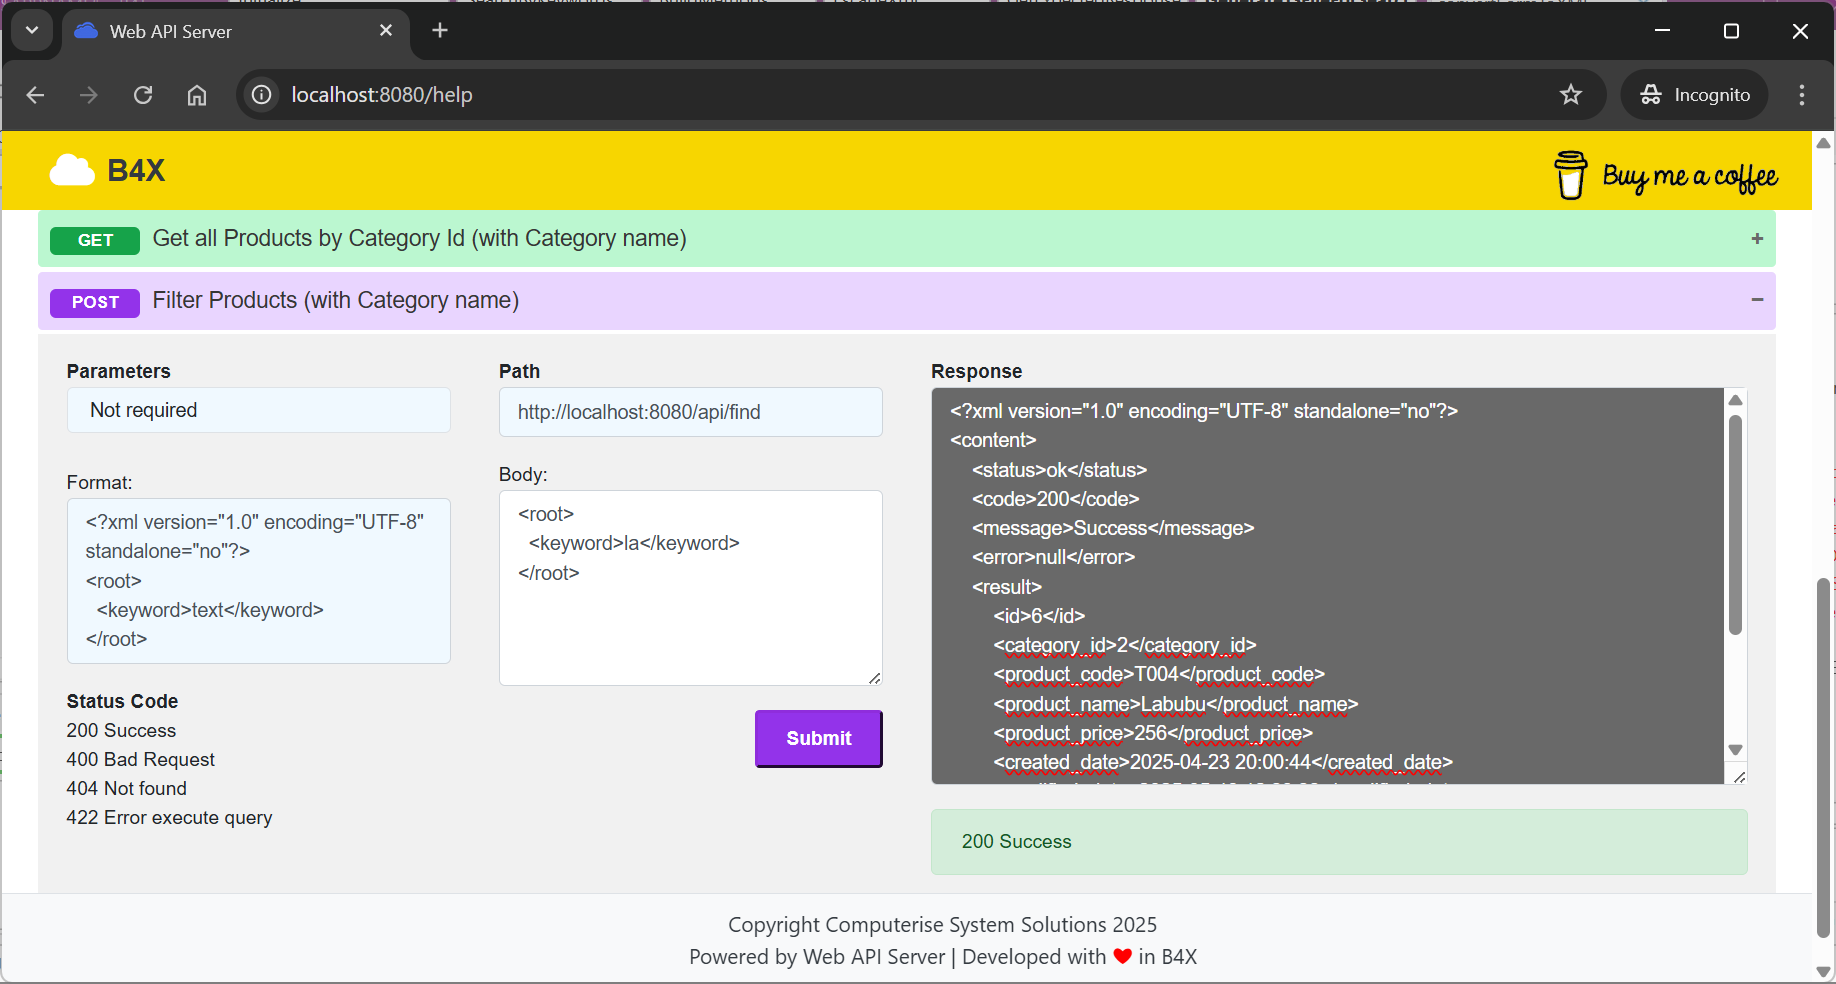 Web API Server
localhost:8080/help
Incognito
B4X
Buy me a coffee
GET Get all Products by Category Id (with Category name) +
POST Filter Products (with Category name) −
Parameters
Not required
Format:
<?xml version="1.0" encoding="UTF-8"
standalone="no"?>
<root>
  <keyword>text</keyword>
</root>
Status Code
200 Success
400 Bad Request
404 Not found
422 Error execute query
Path
http://localhost:8080/api/find
Body:
<root>
  <keyword>la</keyword>
</root>
Submit
Response
<?xml version="1.0" encoding="UTF-8" standalone="no"?>
<content>
    <status>ok</status>
    <code>200</code>
    <message>Success</message>
    <error>null</error>
    <result>
        <id>6</id>
        <category_id>2</category_id>
        <product_code>T004</product_code>
        <product_name>Labubu</product_name>
        <product_price>256</product_price>
        <created_date>2025-04-23 20:00:44</created_date>
200 Success
Copyright Computerise System Solutions 2025
Powered by Web API Server | Developed with ❤ in B4X